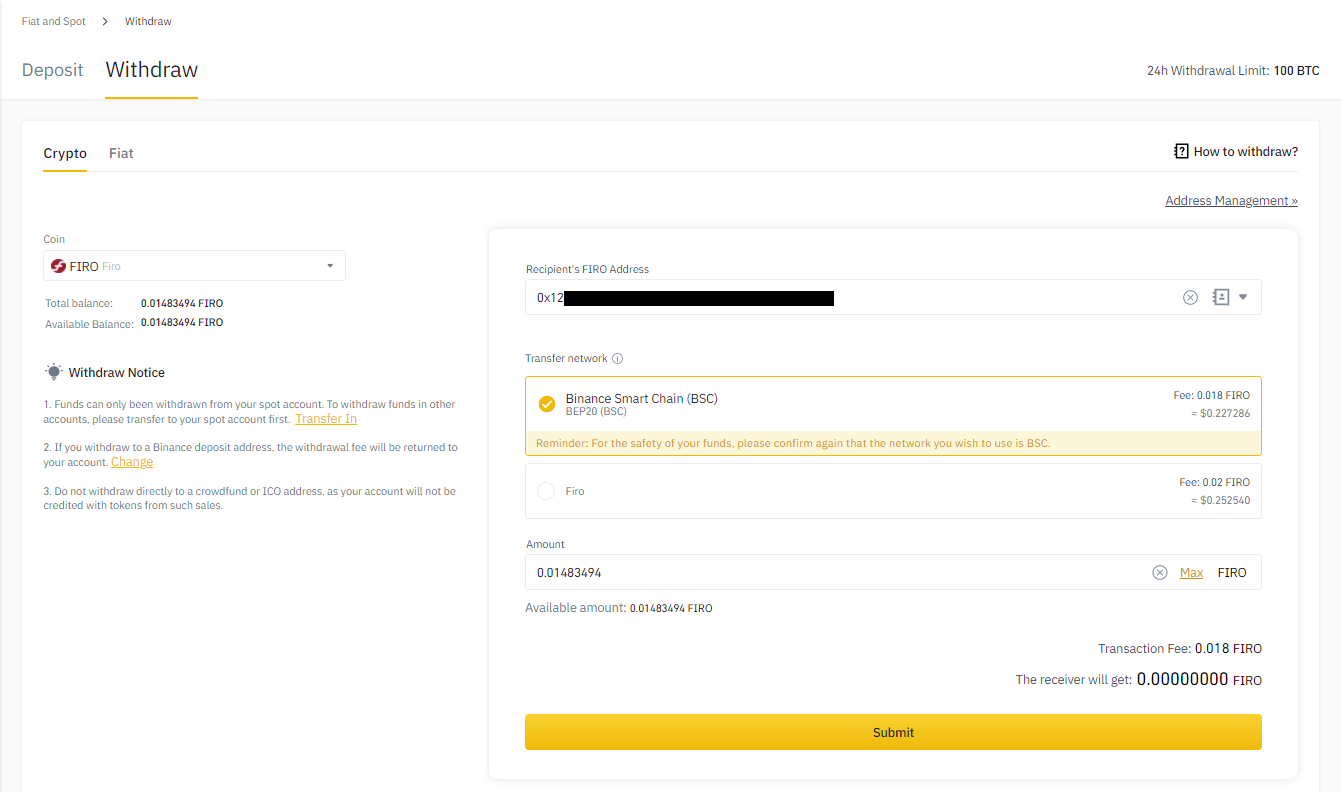 Fiat and Spot > Withdraw
Deposit Withdraw
24h Withdrawal Limit: 100 BTC
Crypto Fiat
How to withdraw?
Address Management »
Coin
FIRO Firo
Total balance: 0.01483494 FIRO
Available Balance: 0.01483494 FIRO
Withdraw Notice
1. Funds can only been withdrawn from your spot account. To withdraw funds in other
accounts, please transfer to your spot account first. Transfer In
2. If you withdraw to a Binance deposit address, the withdrawal fee will be returned to
your account. Change
3. Do not withdraw directly to a crowdfund or ICO address, as your account will not be
credited with tokens from such sales.
Recipient's FIRO Address
0x12
Transfer network
Binance Smart Chain (BSC)
BEP20 (BSC)
Fee: 0.018 FIRO
≈ $0.227286
Reminder: For the safety of your funds, please confirm again that the network you wish to use is BSC.
Firo
Fee: 0.02 FIRO
≈ $0.252540
Amount
0.01483494
Max FIRO
Available amount: 0.01483494 FIRO
Transaction Fee: 0.018 FIRO
The receiver will get: 0.00000000 FIRO
Submit